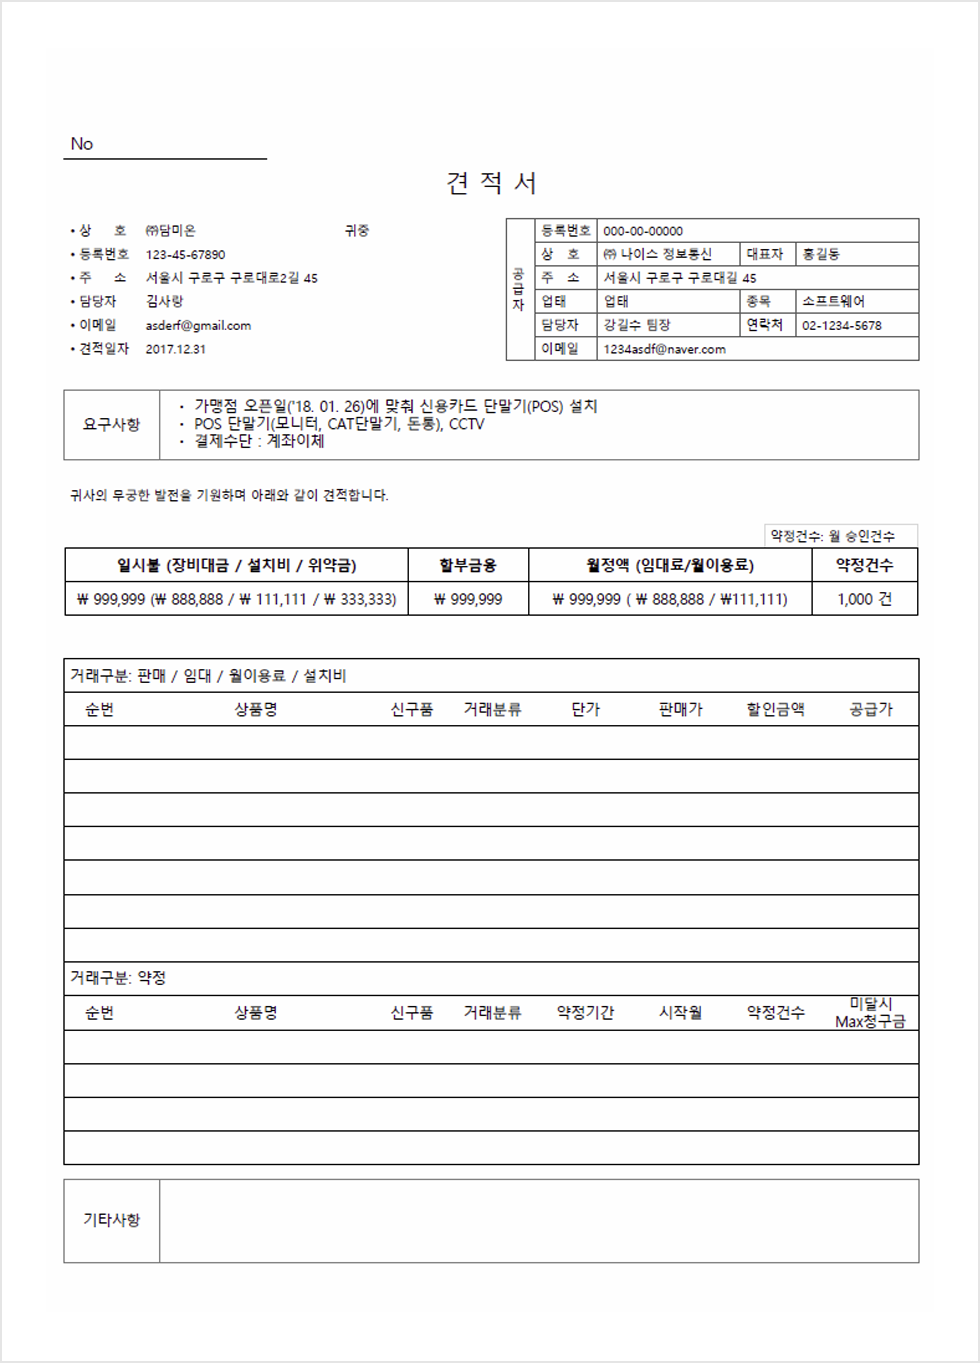 No
견 적 서
• 상 호 ㈜담미온 귀중
• 등록번호 123-45-67890
• 주 소 서울시 구로구 구로대로2길 45
• 담당자 김사랑
• 이메일 asderf@gmail.com
• 견적일자 2017.12.31
공급자
등록번호 000-00-00000
상 호 ㈜ 나이스 정보통신 대표자 홍길동
주 소 서울시 구로구 구로대길 45
업태 업태 종목 소프트웨어
담당자 강길수 팀장 연락처 02-1234-5678
이메일 1234asdf@naver.com
요구사항
• 가맹점 오픈일('18. 01. 26)에 맞춰 신용카드 단말기(POS) 설치
• POS 단말기(모니터, CAT단말기, 돈통), CCTV
• 결제수단 : 계좌이체
귀사의 무궁한 발전을 기원하며 아래와 같이 견적합니다.
약정건수: 월 승인건수
일시불 (장비대금 / 설치비 / 위약금) 할부금융 월정액 (임대료/월이용료) 약정건수
₩ 999,999 (₩ 888,888 / ₩ 111,111 / ₩ 333,333) ₩ 999,999 ₩ 999,999 ( ₩ 888,888 / ₩111,111) 1,000 건
거래구분: 판매 / 임대 / 월이용료 / 설치비
순번 상품명 신구품 거래분류 단가 판매가 할인금액 공급가
거래구분: 약정
순번 상품명 신구품 거래분류 약정기간 시작월 약정건수 미달시
Max청구금
기타사항